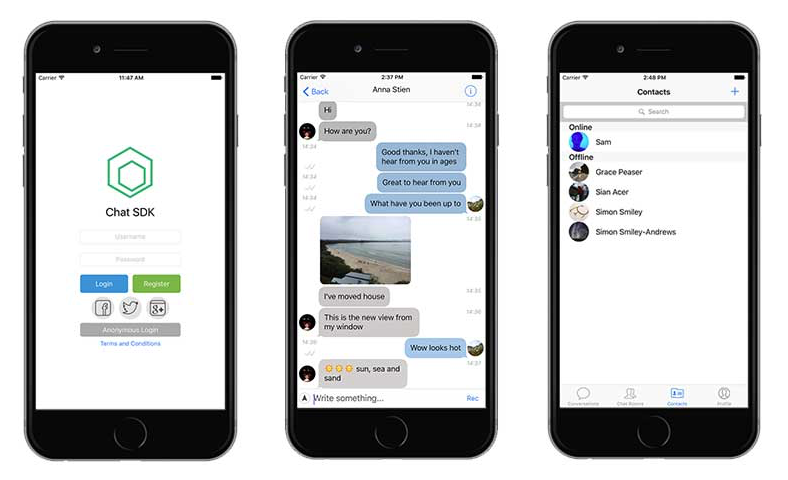 Carrier 11:47 AM
Chat SDK
Username
Password
Login Register
Anonymous Login
Terms and Conditions
Carrier 2:37 PM
Back Anna Stien
14:34
Hi
14:34
How are you?
14:34
Good thanks, I haven't
hear from you in ages
14:34
Great to hear from you
14:34
What have you been up to
14:35
14:35
I've moved house
14:36
This is the new view from
my window
14:36
Wow looks hot
14:37
sun, sea and
sand
Write something... Rec
Carrier 2:48 PM
Contacts +
Search
Online
Sam
Offline
Grace Peaser
Sian Acer
Simon Smiley
Simon Smiley-Andrews
Conversations Chat Rooms Contacts Profile